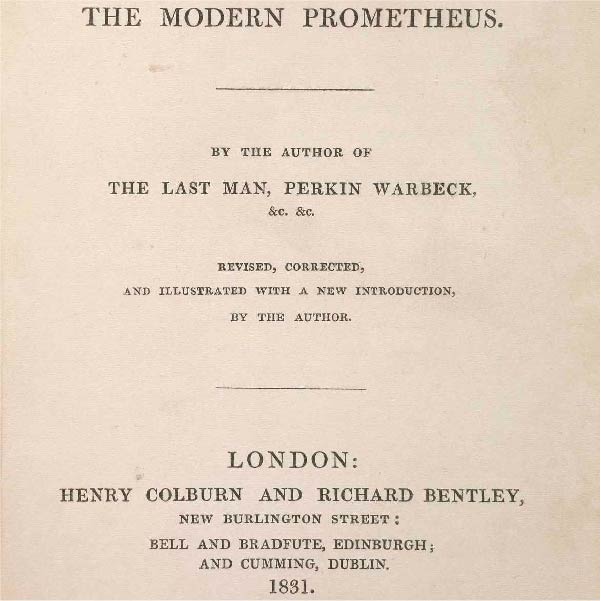 THE MODERN PROMETHEUS.
BY THE AUTHOR OF
THE LAST MAN, PERKIN WARBECK,
&c. &c.
REVISED, CORRECTED,
AND ILLUSTRATED WITH A NEW INTRODUCTION,
BY THE AUTHOR.
LONDON:
HENRY COLBURN AND RICHARD BENTLEY,
NEW BURLINGTON STREET:
BELL AND BRADFUTE, EDINBURGH;
AND CUMMING, DUBLIN.
1831.